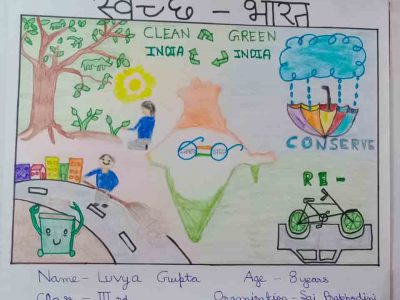 स्वच्छ - भारत
CLEAN GREEN
INDIA INDIA
CONSERVE
RE-
Name - Luvya Gupta Age - 8 years
Class - III rd Organisation - Sai